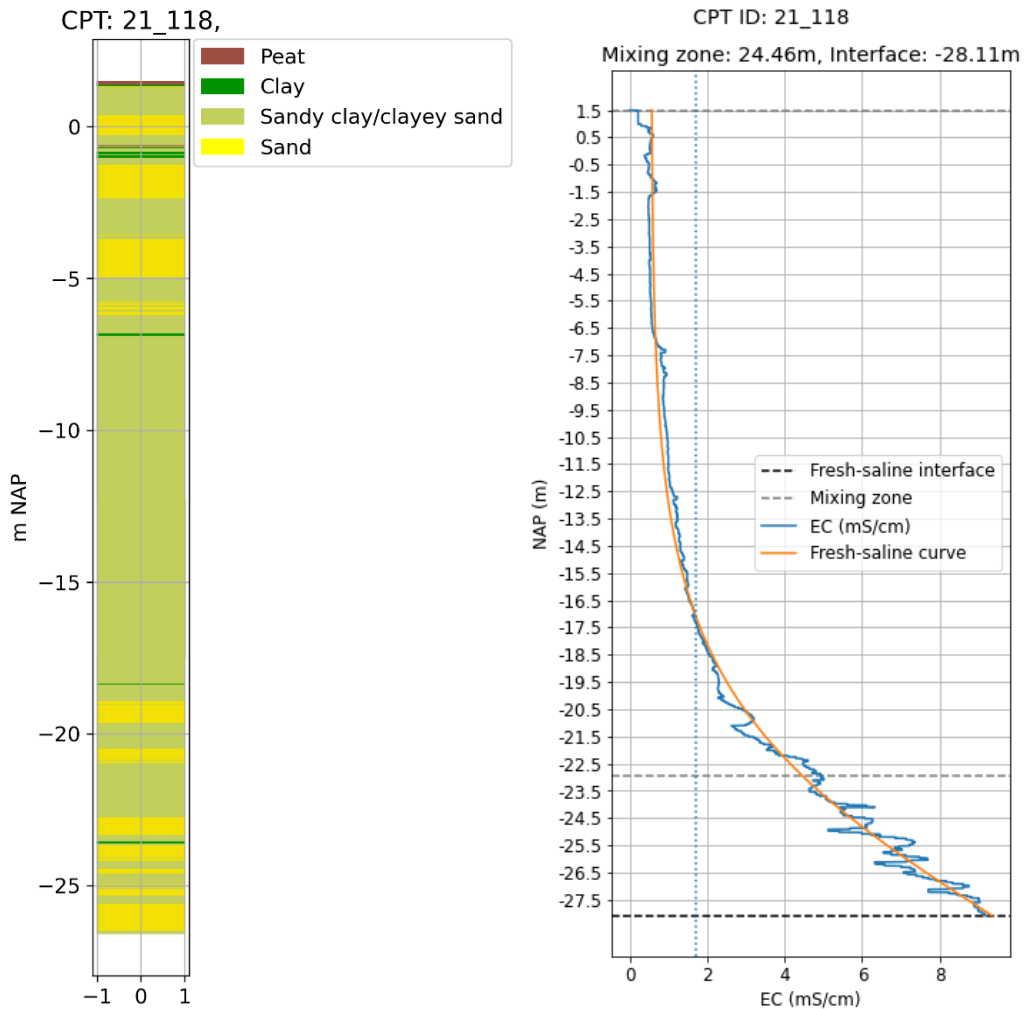 CPT: 21_118,
Peat
Clay
Sandy clay/clayey sand
Sand
m NAP
0
−5
−10
−15
−20
−25
−1 0 1
CPT ID: 21_118
Mixing zone: 24.46m, Interface: -28.11m
NAP (m)
1.5
0.5
-0.5
-1.5
-2.5
-3.5
-4.5
-5.5
-6.5
-7.5
-8.5
-9.5
-10.5
-11.5
-12.5
-13.5
-14.5
-15.5
-16.5
-17.5
-18.5
-19.5
-20.5
-21.5
-22.5
-23.5
-24.5
-25.5
-26.5
-27.5
Fresh-saline interface
Mixing zone
EC (mS/cm)
Fresh-saline curve
0 2 4 6 8
EC (mS/cm)